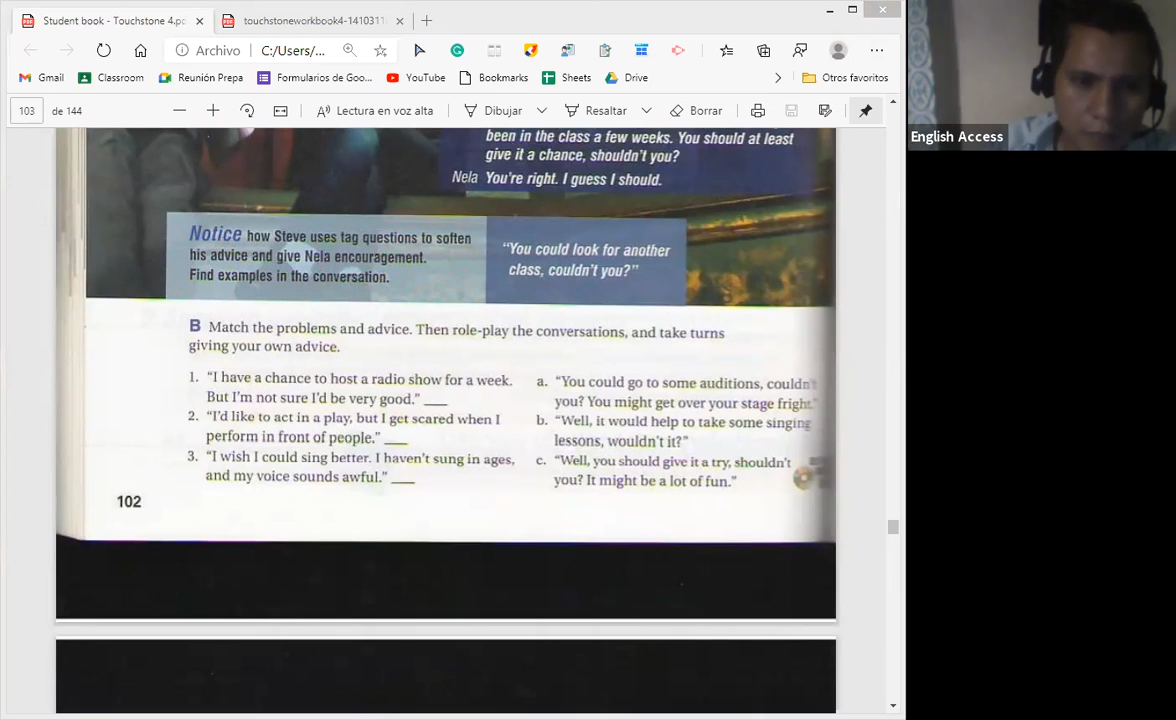 Student book - Touchstone 4.pd
touchstoneworkbook4-1410311
Archivo
C:/Users/...
Gmail
Classroom
Reunión Prepa
Formularios de Goo...
YouTube
Bookmarks
Sheets
Drive
Otros favoritos
103
de 144
Lectura en voz alta
Dibujar
Resaltar
Borrar
English Access
been in the class a few weeks. You should at least
give it a chance, shouldn't you?
Nela You're right. I guess I should.
Notice how Steve uses tag questions to soften
his advice and give Nela encouragement.
Find examples in the conversation.
"You could look for another
class, couldn't you?"
B Match the problems and advice. Then role-play the conversations, and take turns
giving your own advice.
1. "I have a chance to host a radio show for a week.
But I'm not sure I'd be very good." ___
2. "I'd like to act in a play, but I get scared when I
perform in front of people." ___
3. "I wish I could sing better. I haven't sung in ages,
and my voice sounds awful." ___
a. "You could go to some auditions, couldn't
you? You might get over your stage fright."
b. "Well, it would help to take some singing
lessons, wouldn't it?"
c. "Well, you should give it a try, shouldn't
you? It might be a lot of fun."
102